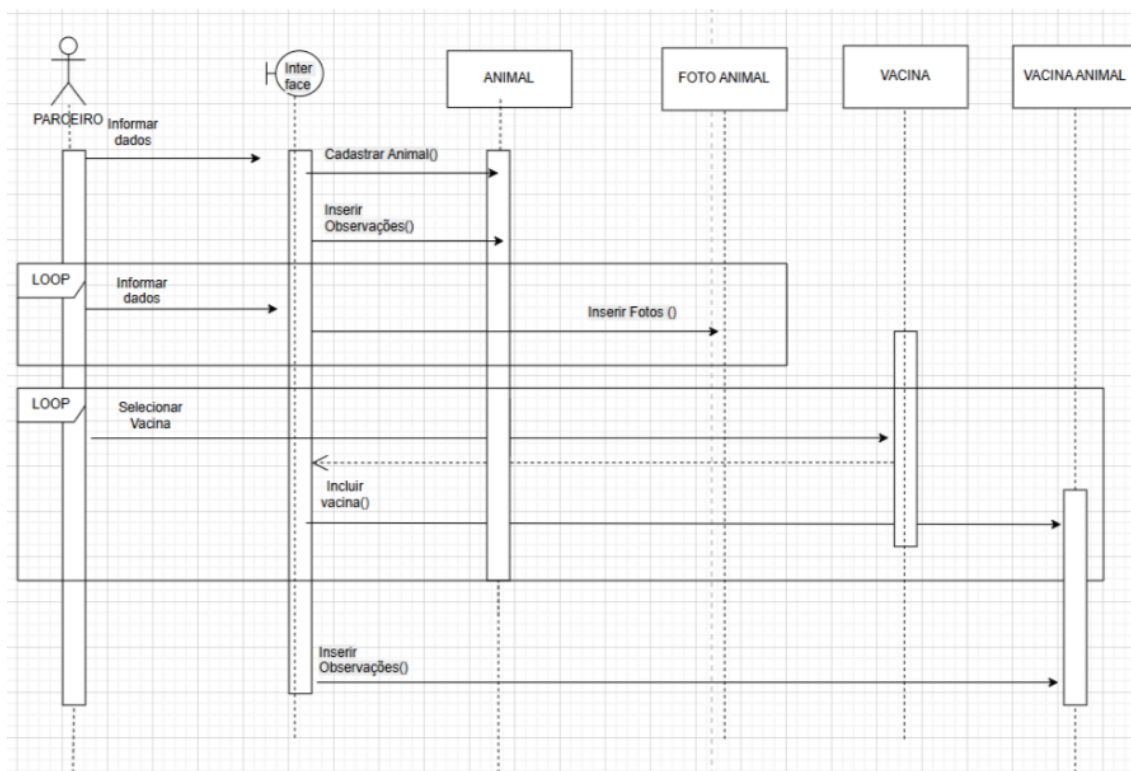 Inter
face
ANIMAL
FOTO ANIMAL
VACINA
VACINA ANIMAL
PARCEIRO
Informar
dados
Cadastrar Animal()
Inserir
Observações()
LOOP
Informar
dados
Inserir Fotos ()
LOOP
Selecionar
Vacina
Incluir
vacina()
Inserir
Observações()